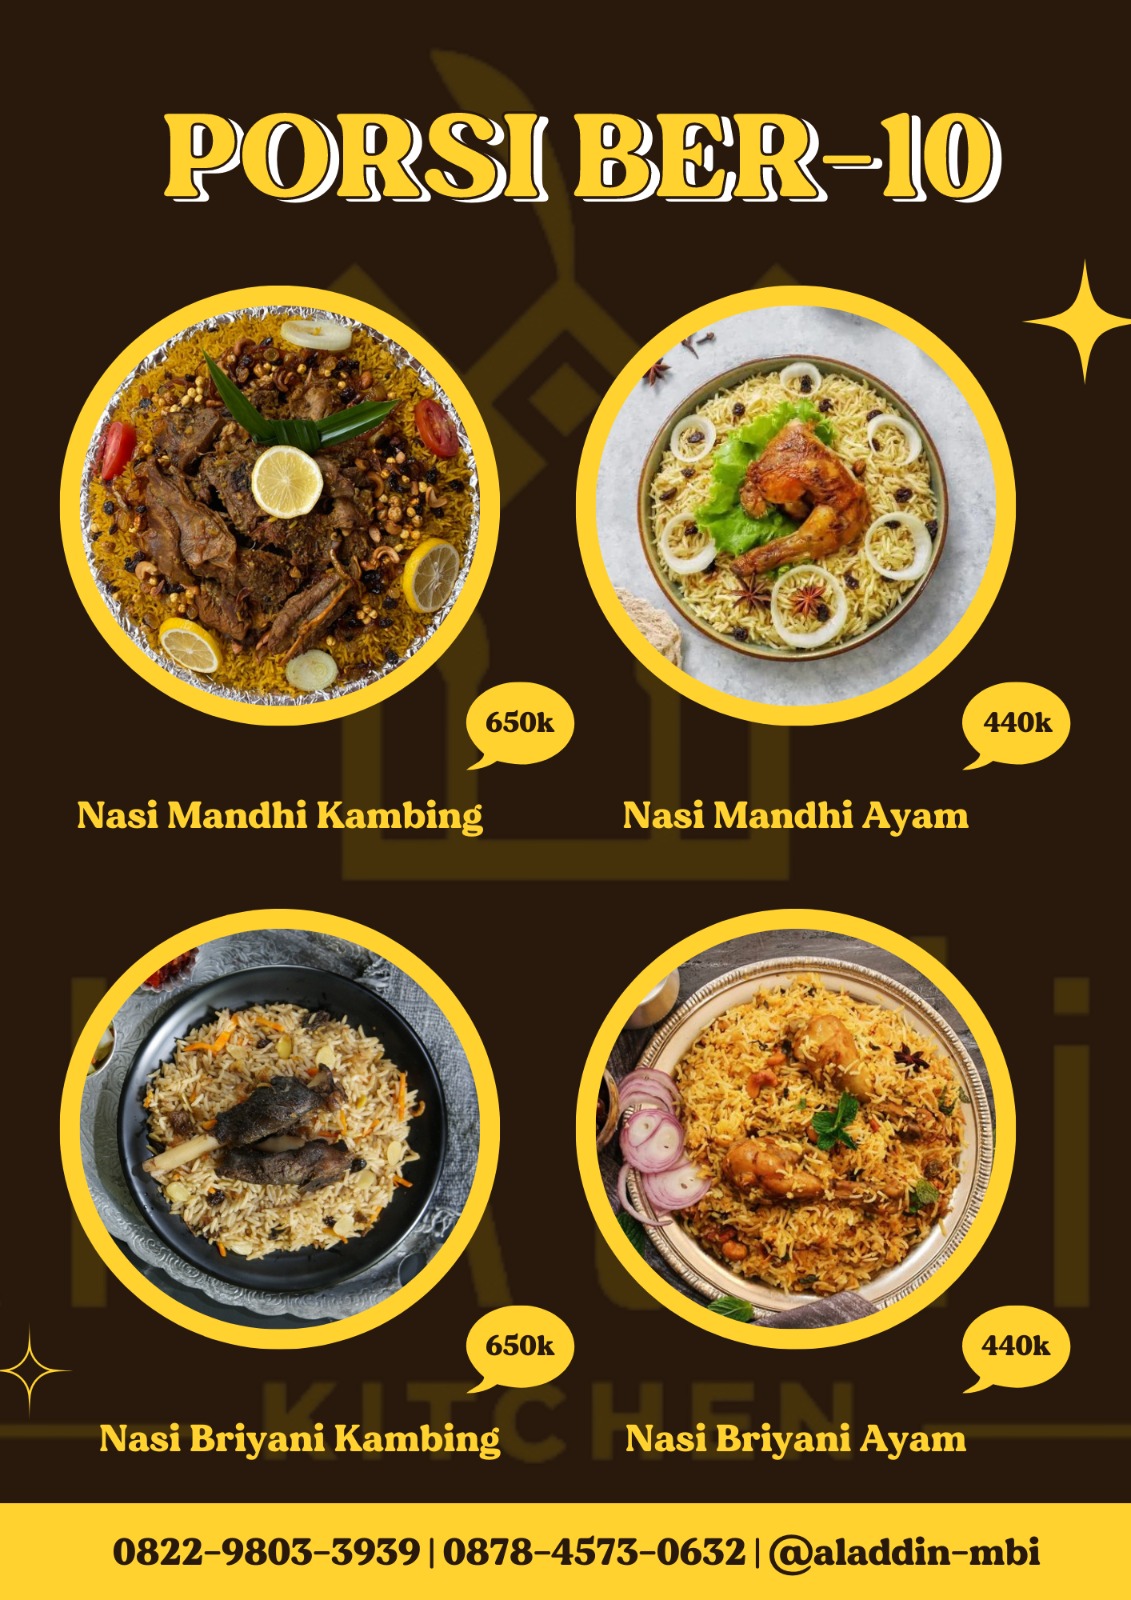 PORSI BER-10
650k
440k
Nasi Mandhi Kambing
Nasi Mandhi Ayam
650k
440k
Nasi Briyani Kambing
Nasi Briyani Ayam
KITCHEN
0822-9803-3939 | 0878-4573-0632 | @aladdin-mbi